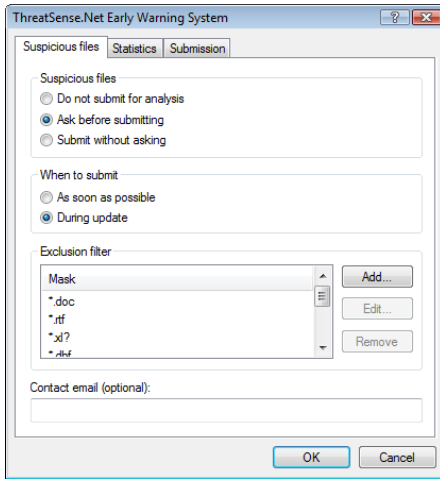 ThreatSense.Net Early Warning System
Suspicious files Statistics Submission
Suspicious files
Do not submit for analysis
Ask before submitting
Submit without asking
When to submit
As soon as possible
During update
Exclusion filter
Mask
Add...
*.doc
*.rtf
Edit...
*.xl?
Remove
*.dbf
Contact email (optional):
OK Cancel